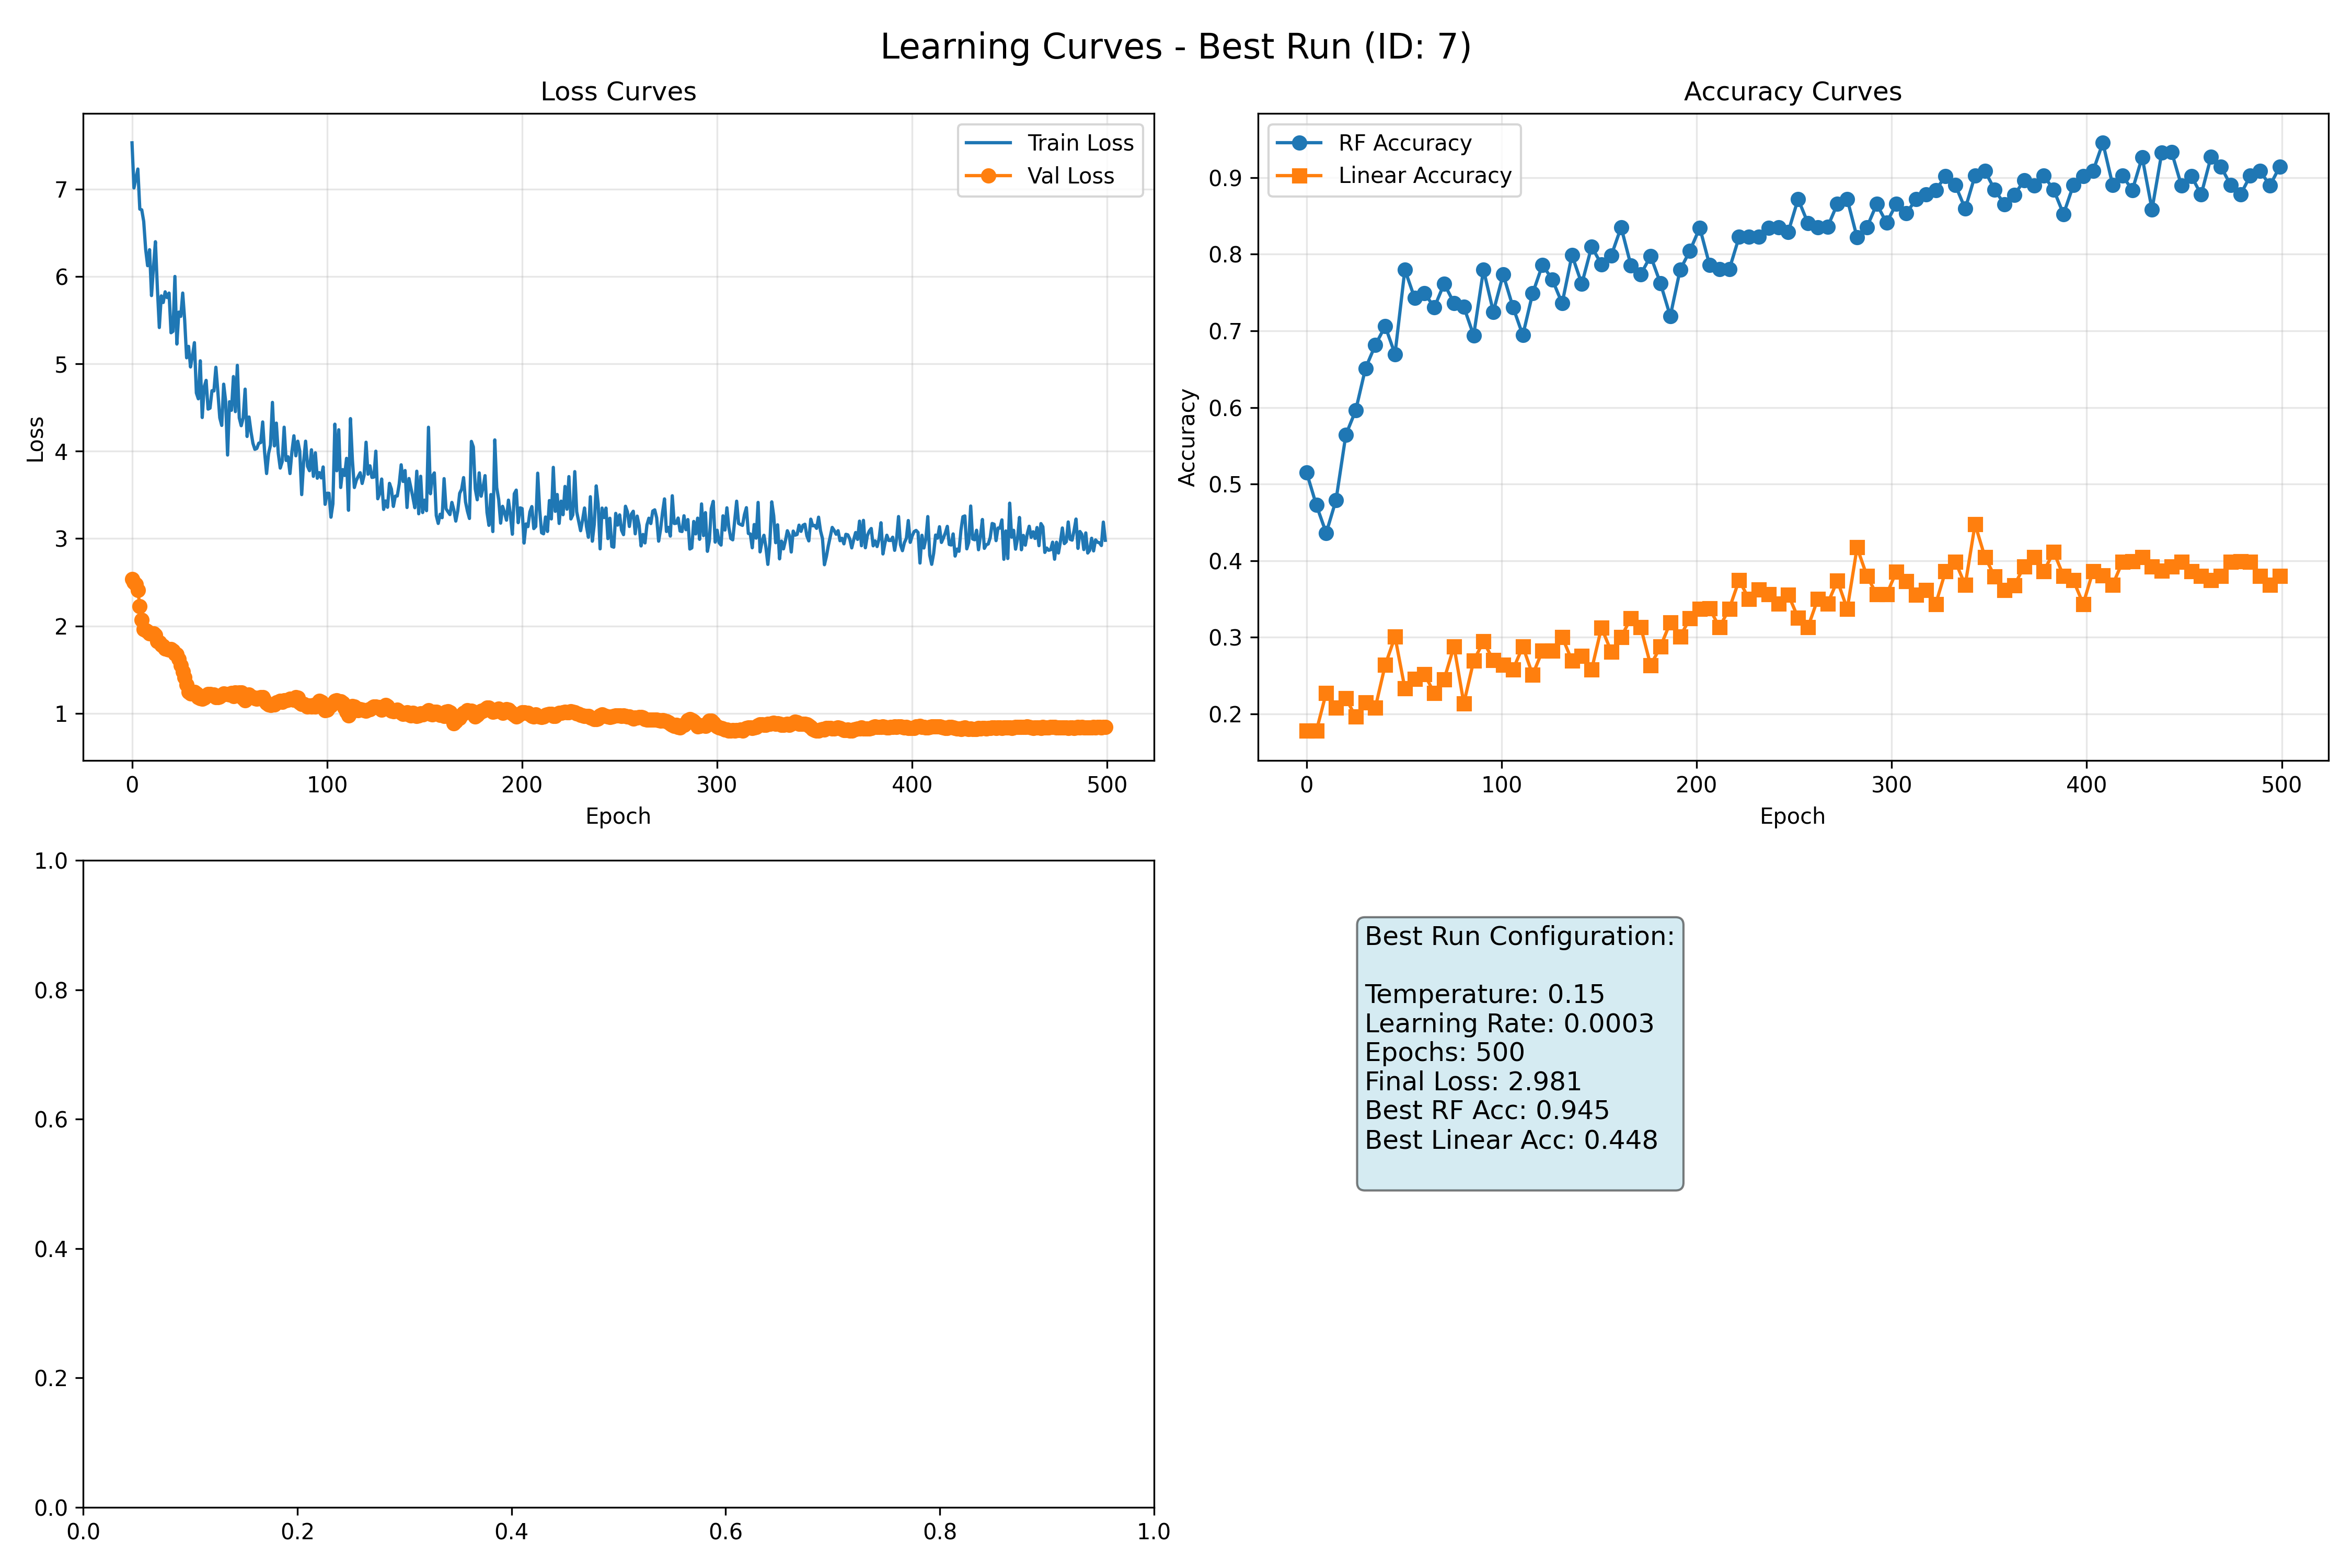 Learning Curves - Best Run (ID: 7)
Loss Curves
Train Loss
Val Loss
7
6
5
4
3
2
1
Loss
0 100 200 300 400 500
Epoch
Accuracy Curves
RF Accuracy
Linear Accuracy
0.9
0.8
0.7
0.6
0.5
0.4
0.3
0.2
Accuracy
0 100 200 300 400 500
Epoch
1.0
0.8
0.6
0.4
0.2
0.0
0.0 0.2 0.4 0.6 0.8 1.0
Best Run Configuration:
Temperature: 0.15
Learning Rate: 0.0003
Epochs: 500
Final Loss: 2.981
Best RF Acc: 0.945
Best Linear Acc: 0.448